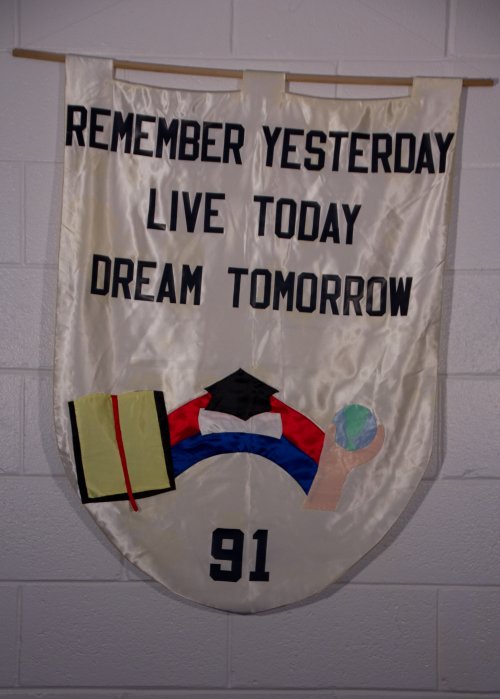 REMEMBER YESTERDAY
LIVE TODAY
DREAM TOMORROW
91